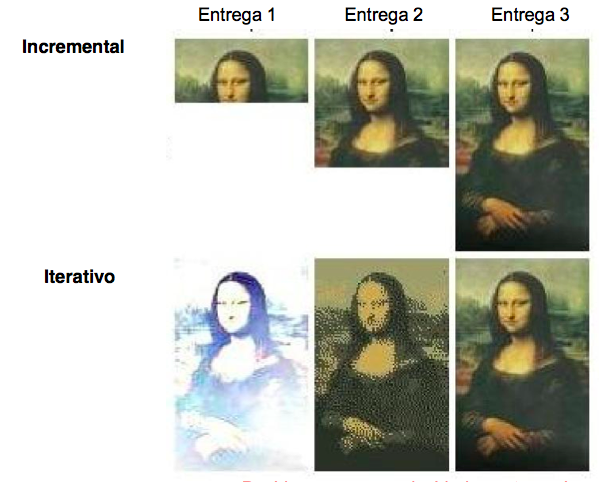 Entrega 1 Entrega 2 Entrega 3
Incremental
Iterativo